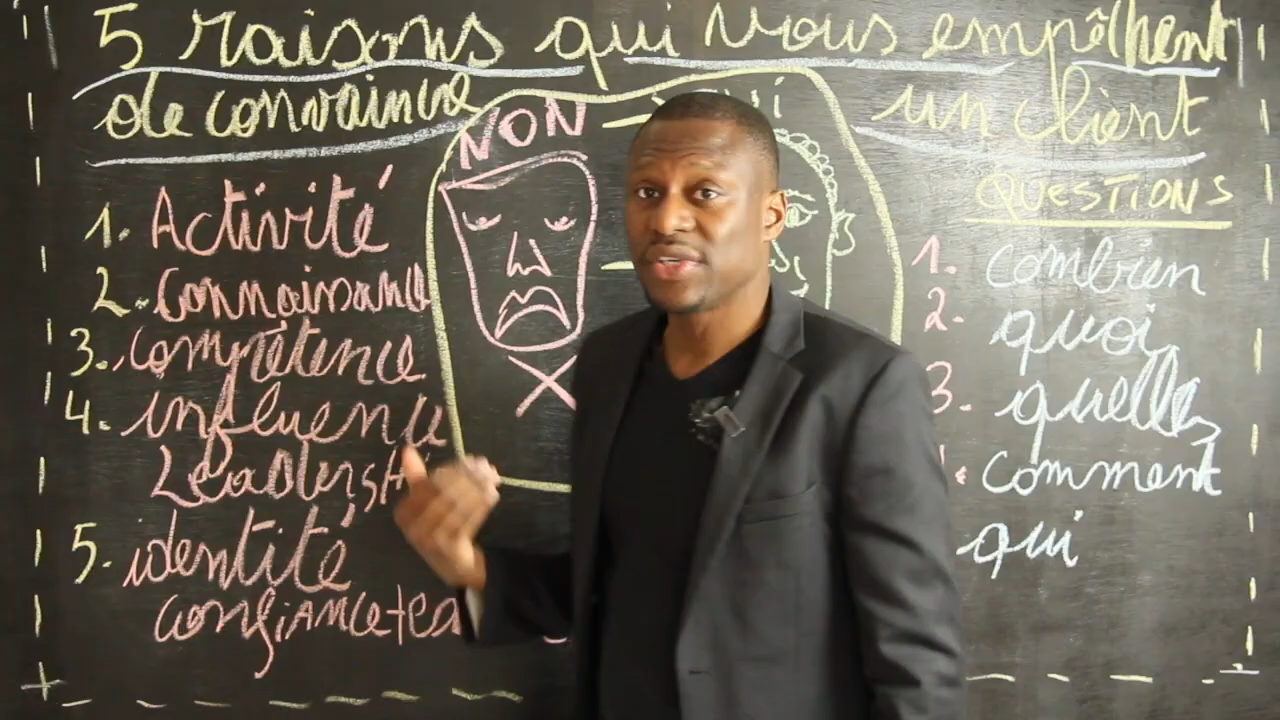 5 raisons qui vous empêchent
de convaincre un client
NON
1. Activité
2. Connaissance
3. Compétence
4. influence
Leadersh
5. identité
confiance+
QUESTIONS
1. combien
2. quoi
3. quelles
comment
qui